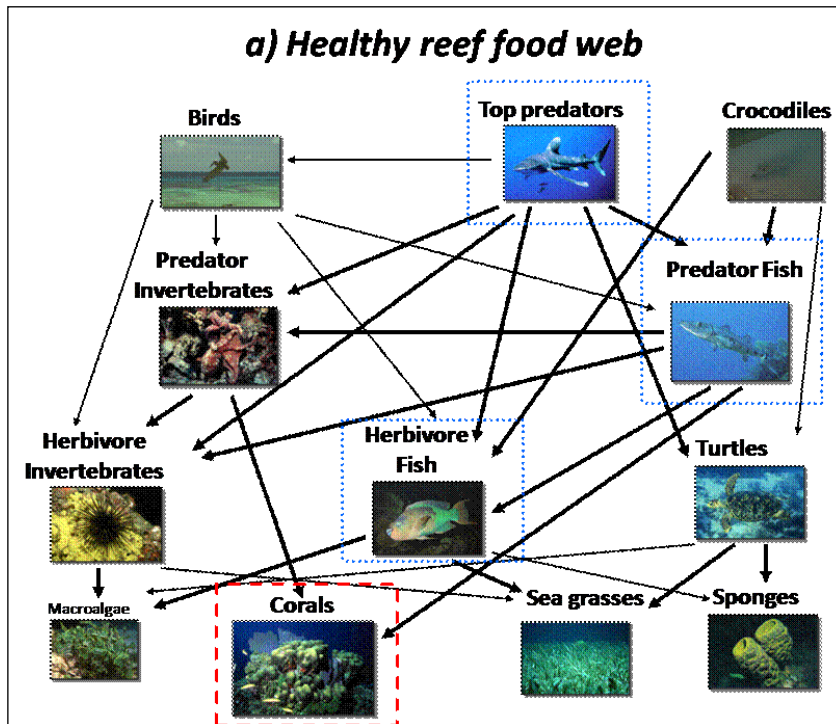 a) Healthy reef food web
Birds
Top predators
Crocodiles
Predator
Invertebrates
Predator Fish
Herbivore
Invertebrates
Herbivore
Fish
Turtles
Macroalgae
Corals
Sea grasses
Sponges